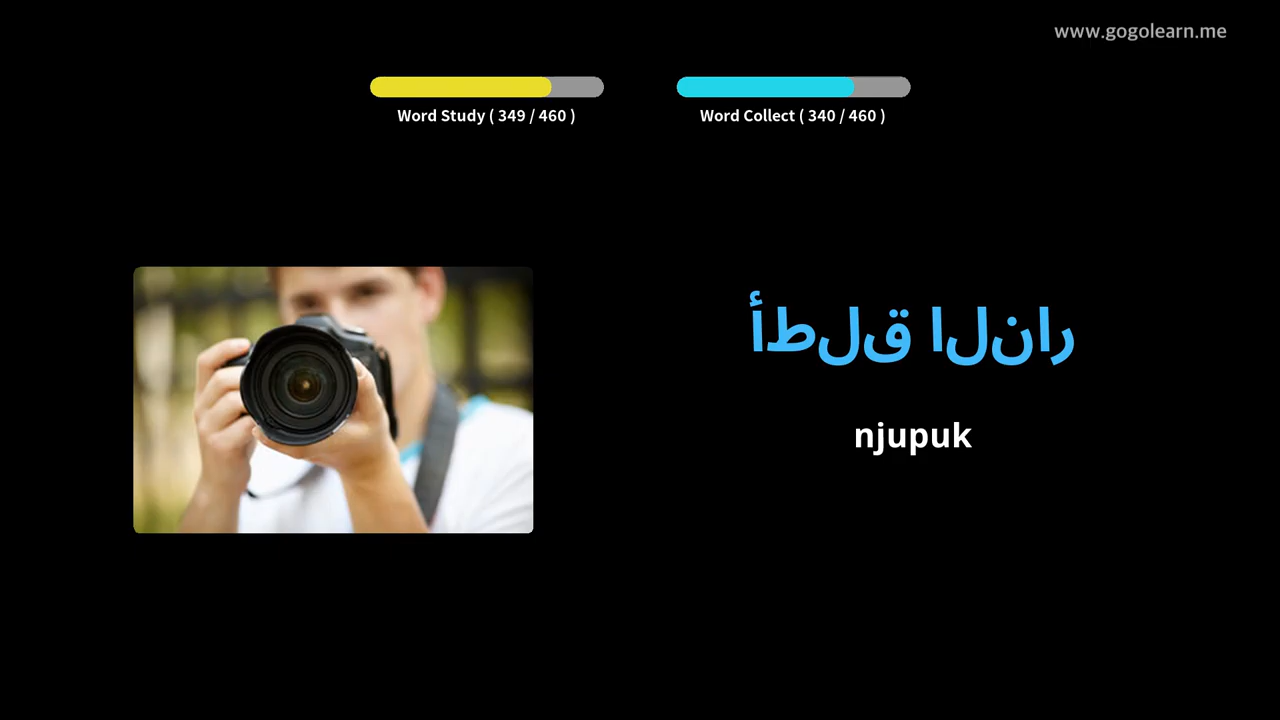 www.gogolearn.me
Word Study ( 349 / 460 )
Word Collect ( 340 / 460 )
أطلق النار
njupuk